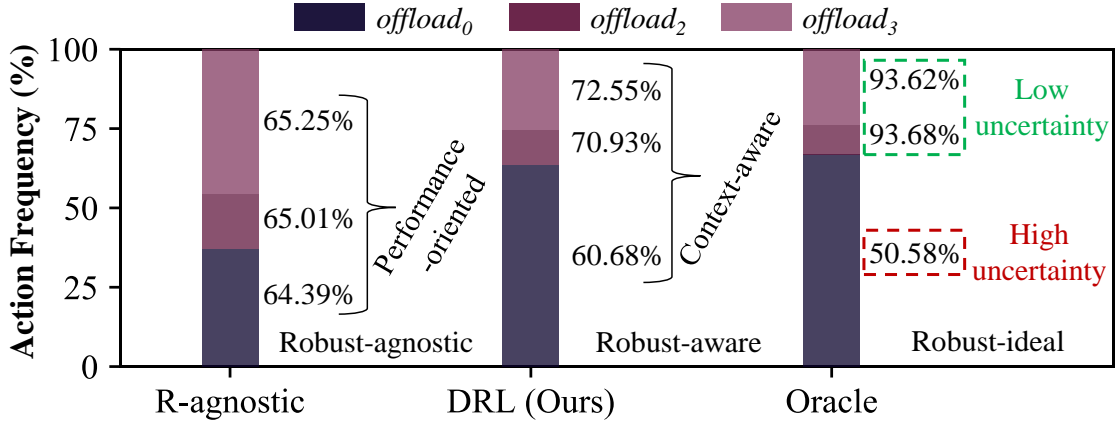 offload0 offload2 offload3
Action Frequency (%)
100
75
50
25
0
65.25%
65.01%
64.39%
Performance
-oriented
Robust-agnostic
72.55%
70.93%
60.68%
Context-aware
Robust-aware
93.62%
93.68%
Low
uncertainty
50.58%
High
uncertainty
Robust-ideal
R-agnostic
DRL (Ours)
Oracle